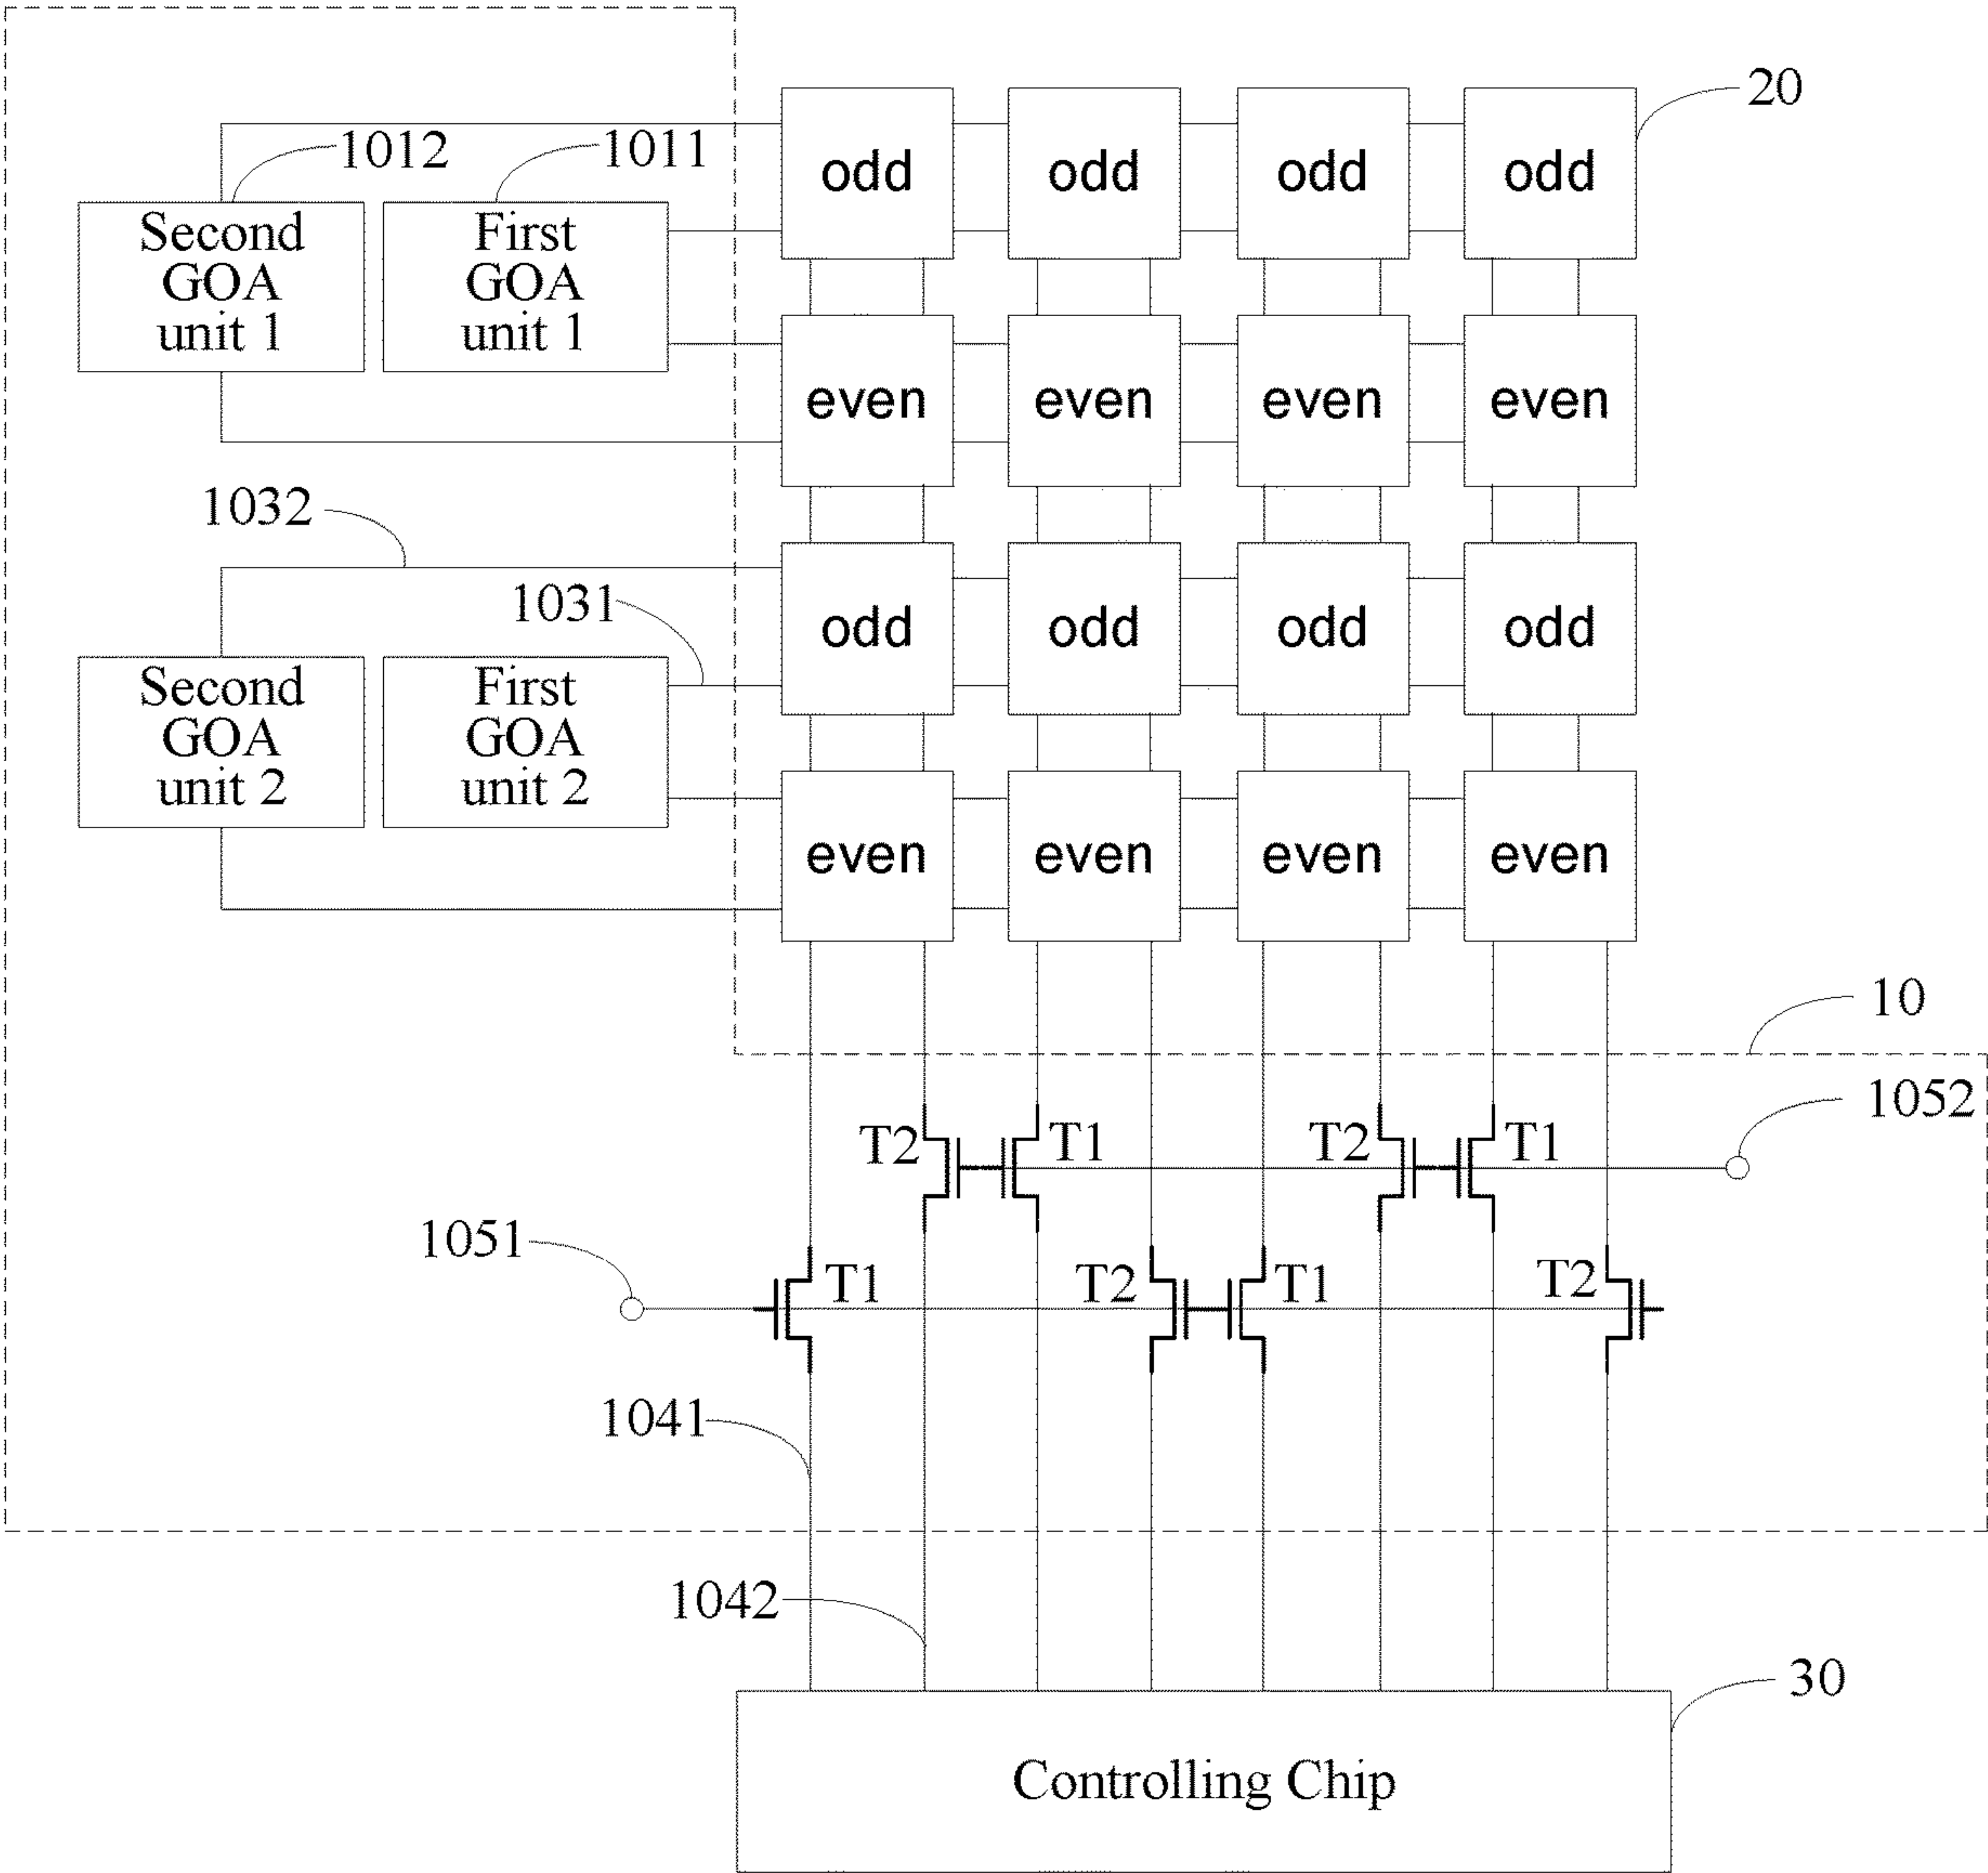 20
1012
1011
odd odd odd odd
Second
GOA
unit 1
First
GOA
unit 1
even even even even
1032
1031
odd odd odd odd
Second
GOA
unit 2
First
GOA
unit 2
even even even even
10
1052
T2 T1 T2 T1
1051
T1 T2 T1 T2
1041
1042
30
Controlling Chip